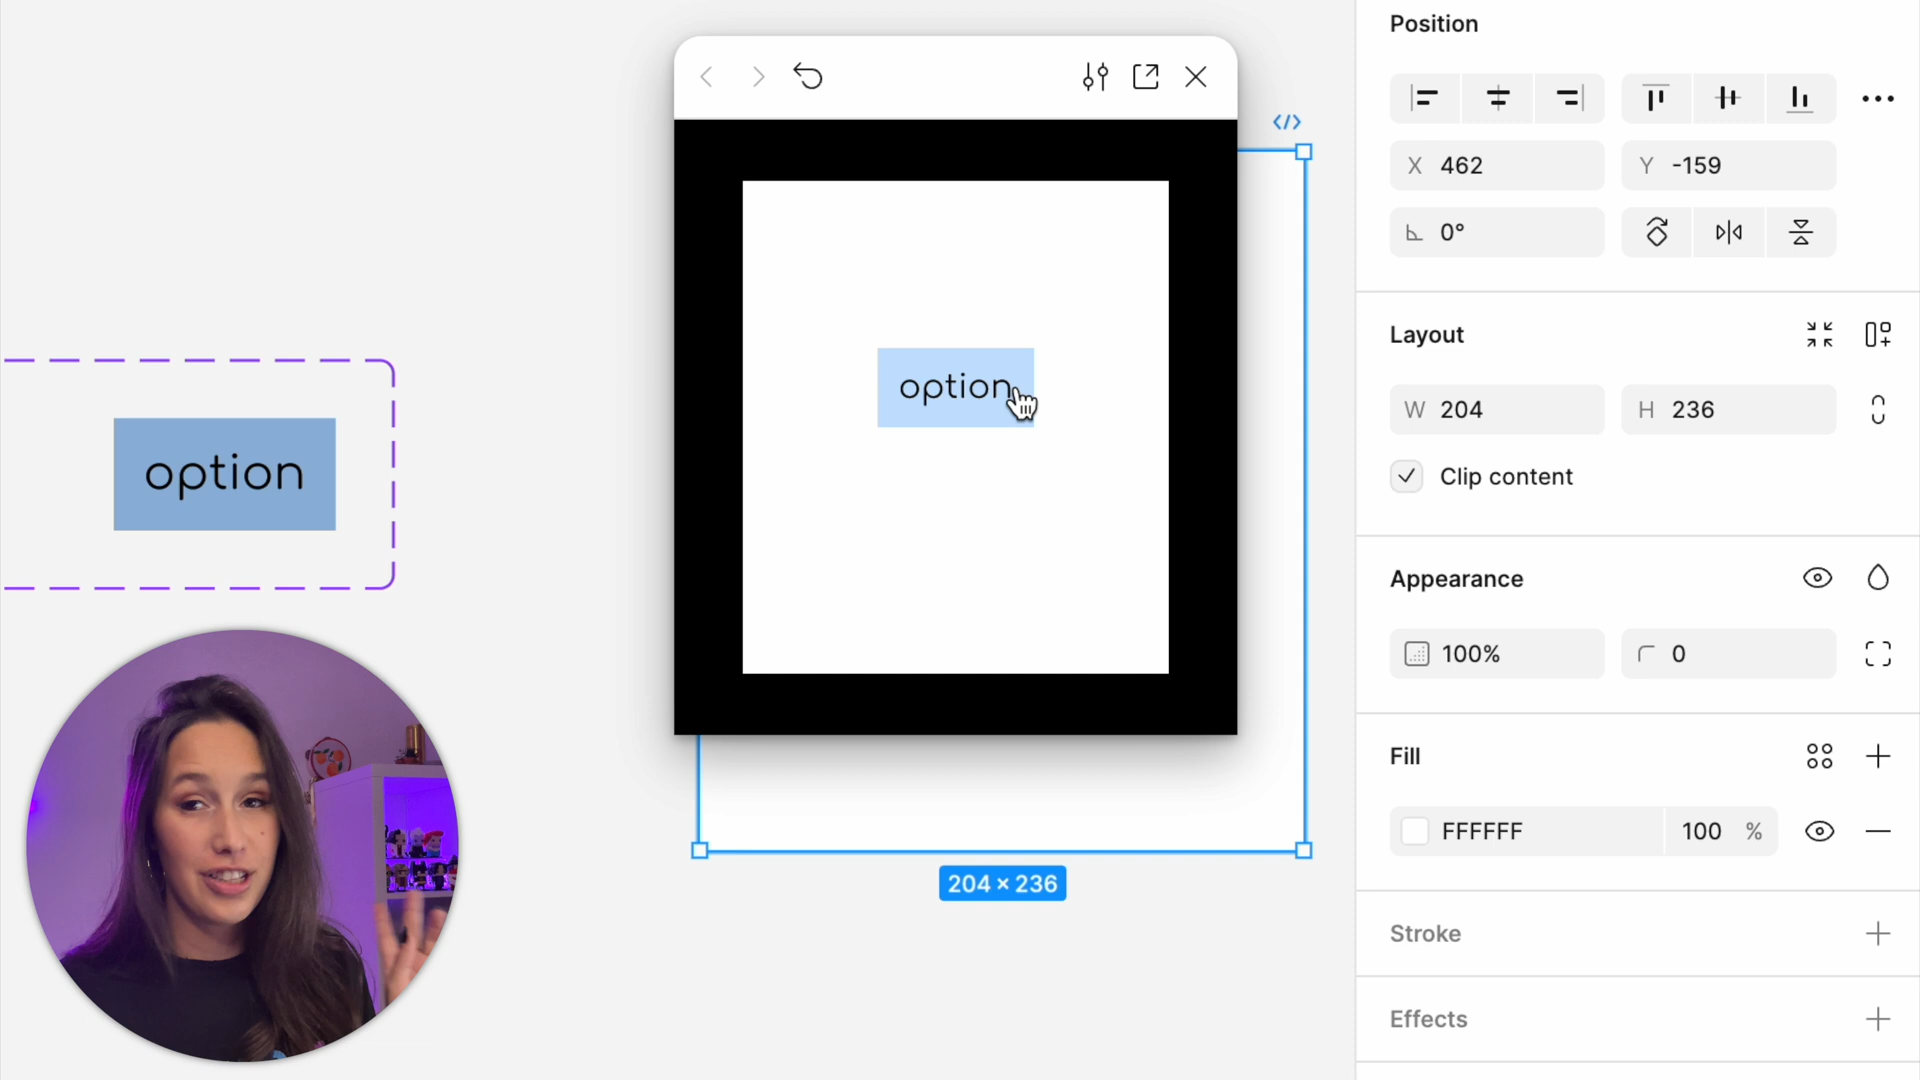 Position
</>
X 462
Y -159
0°
Layout
option
W 204
H 236
option
Clip content
Appearance
100%
0
Fill
FFFFFF
100 %
204 × 236
Stroke
Effects